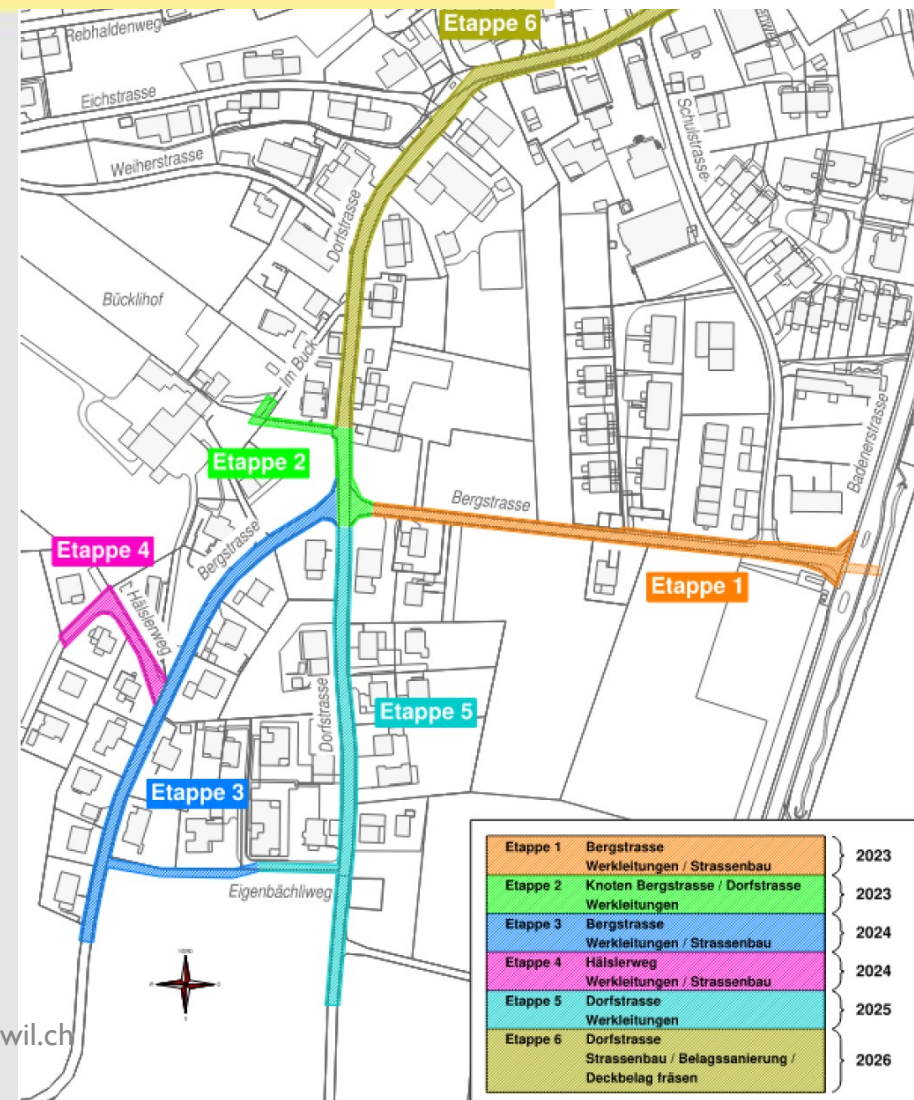 Etappe 6
Rebhaldenweg
Eichstrasse
Weiherstrasse
Schulstrasse
Dorfstrasse
Bücklihof
Im Buck
Etappe 2
Badenerstrasse
Bergstrasse
Bergstrasse
Etappe 4
Etappe 1
Hälslerweg
Dorfstrasse
Etappe 5
Etappe 3
Eigenbächliweg
Etappe 1 Bergstrasse
Werkleitungen / Strassenbau
2023
Etappe 2 Knoten Bergstrasse / Dorfstrasse
Werkleitungen
2023
Etappe 3 Bergstrasse
Werkleitungen / Strassenbau
2024
Etappe 4 Hälslerweg
Werkleitungen / Strassenbau
2024
Etappe 5 Dorfstrasse
Werkleitungen
2025
Etappe 6 Dorfstrasse
Strassenbau / Belagssanierung /
Deckbelag fräsen
2026
wil.ch